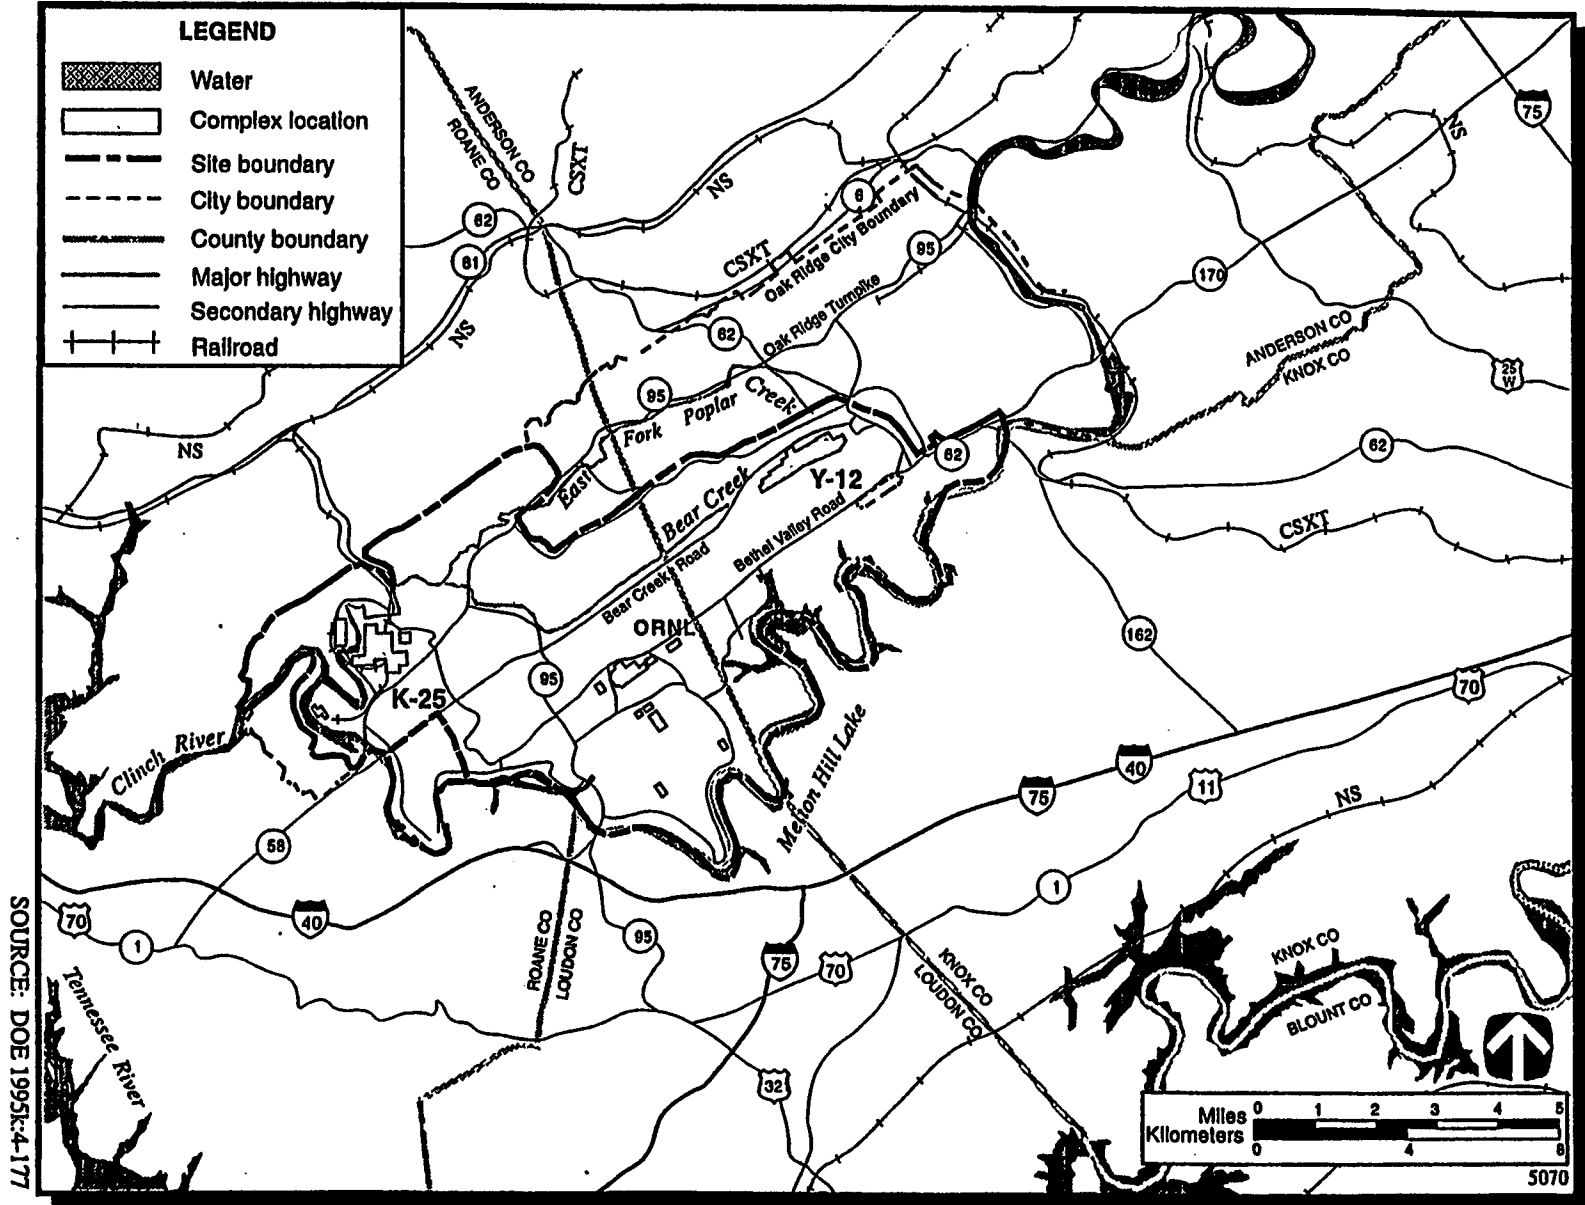 LEGEND
Water
Complex location
Site boundary
City boundary
County boundary
Major highway
Secondary highway
Railroad
ANDERSON CO
ROANE CO
CSXT
NS
62
61
NS
6
CSXT
Oak Ridge City Boundary
95
62
Oak Ridge Turnpike
170
75
NS
ANDERSON CO
KNOX CO
25
W
95
East Fork Poplar Creek
NS
Y-12
62
62
Bear Creek
CSXT
Bear Creek Road
Bethel Valley Road
ORNL
162
95
K-25
70
Clinch River
Melton Hill Lake
40
75
11
NS
58
1
70
1
40
95
ROANE CO
LOUDON CO
75
70
KNOX CO
LOUDON CO
KNOX CO
BLOUNT CO
Tennessee River
32
Miles
0 1 2 3 4 5
Kilometers
0 4 8
5070
SOURCE: DOE 1995k:4-177